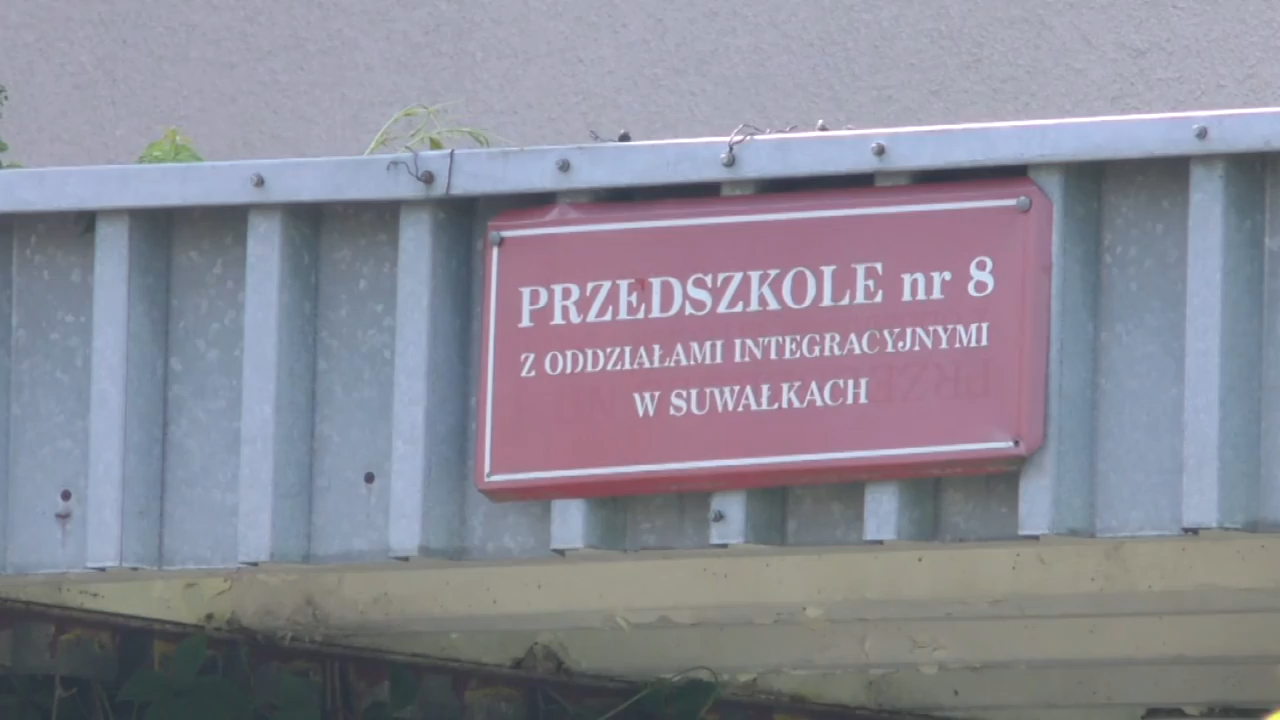 PRZEDSZKOLE nr 8
Z ODDZIAŁAMI INTEGRACYJNYMI
W SUWAŁKACH